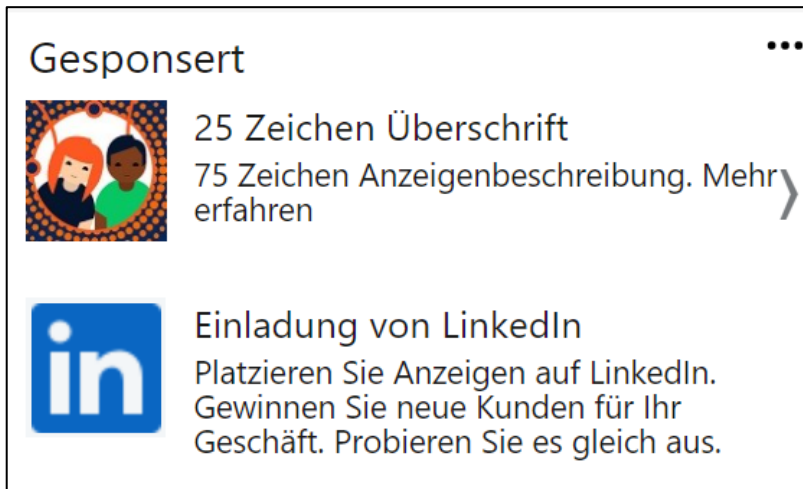 Gesponsert
25 Zeichen Überschrift
75 Zeichen Anzeigenbeschreibung. Mehr
erfahren
in
Einladung von LinkedIn
Platzieren Sie Anzeigen auf LinkedIn.
Gewinnen Sie neue Kunden für Ihr
Geschäft. Probieren Sie es gleich aus.